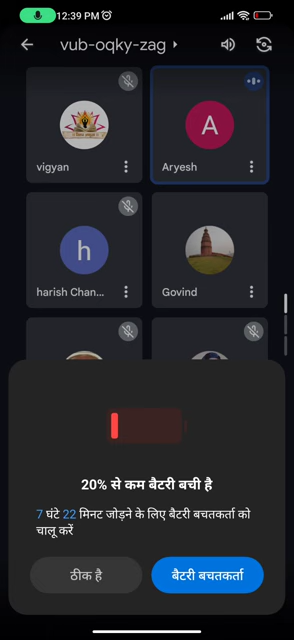 12:39 PM
vub-oqky-zag
vigyan
A
Aryesh
h
harish Chan...
Govind
20% से कम बैटरी बची है
7 घंटे 22 मिनट जोड़ने के लिए बैटरी बचतकर्ता को
चालू करें
ठीक है
बैटरी बचतकर्ता